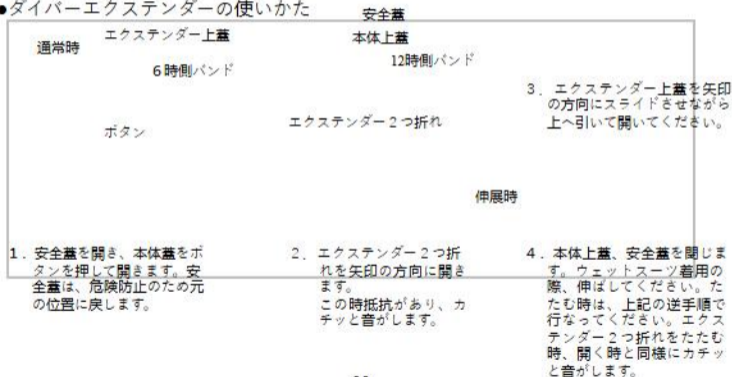 ●ダイバーエクステンダーの使いかた
安全蓋
通常時
エクステンダー上蓋
本体上蓋
6時側バンド
12時側バンド
ボタン
エクステンダー2つ折れ
伸展時
1. 安全蓋を開き、本体蓋をボ
タンを押して開きます。安
全蓋は、危険防止のため元
の位置に戻します。
2. エクステンダー2つ折
れを矢印の方向に開き
ます。
この時抵抗があり、カ
チッと音がします。
3. エクステンダー上蓋を矢印
の方向にスライドさせながら
上へ引いて開いてください。
4. 本体上蓋、安全蓋を閉じま
す。ウェットスーツ着用の
際、伸ばしてください。た
たむ時は、上記の逆手順で
行なってください。エクス
テンダー2つ折れをたたむ
時、開く時と同様にカチッ
と音がします。